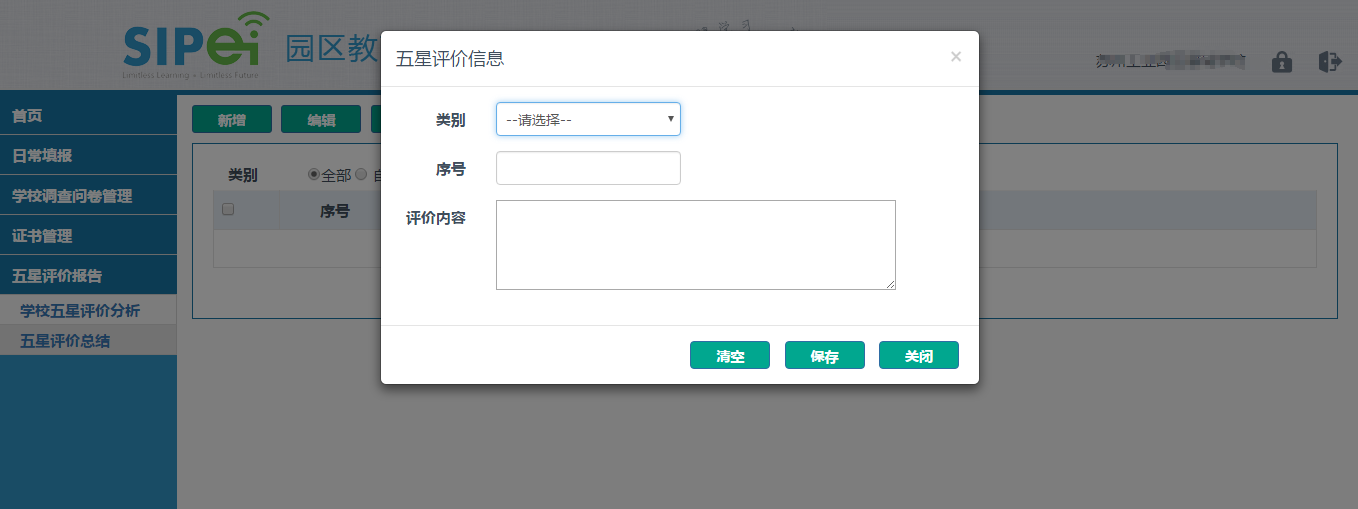 SIPei
Limitless Learning • Limitless Future
园区教
五星评价信息
×
类别
--请选择--
序号
评价内容
清空
保存
关闭
首页
日常填报
学校调查问卷管理
证书管理
五星评价报告
学校五星评价分析
五星评价总结
新增
编辑
类别
全部
序号